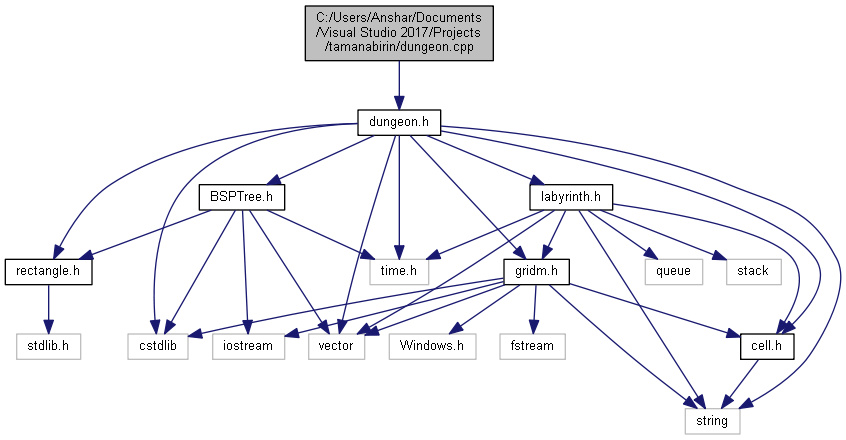 C:/Users/Anshar/Documents
/Visual Studio 2017/Projects
/tamanabirin/dungeon.cpp
dungeon.h
BSPTree.h
labyrinth.h
rectangle.h
time.h
gridm.h
queue
stack
stdlib.h
cstdlib
iostream
vector
Windows.h
fstream
cell.h
string